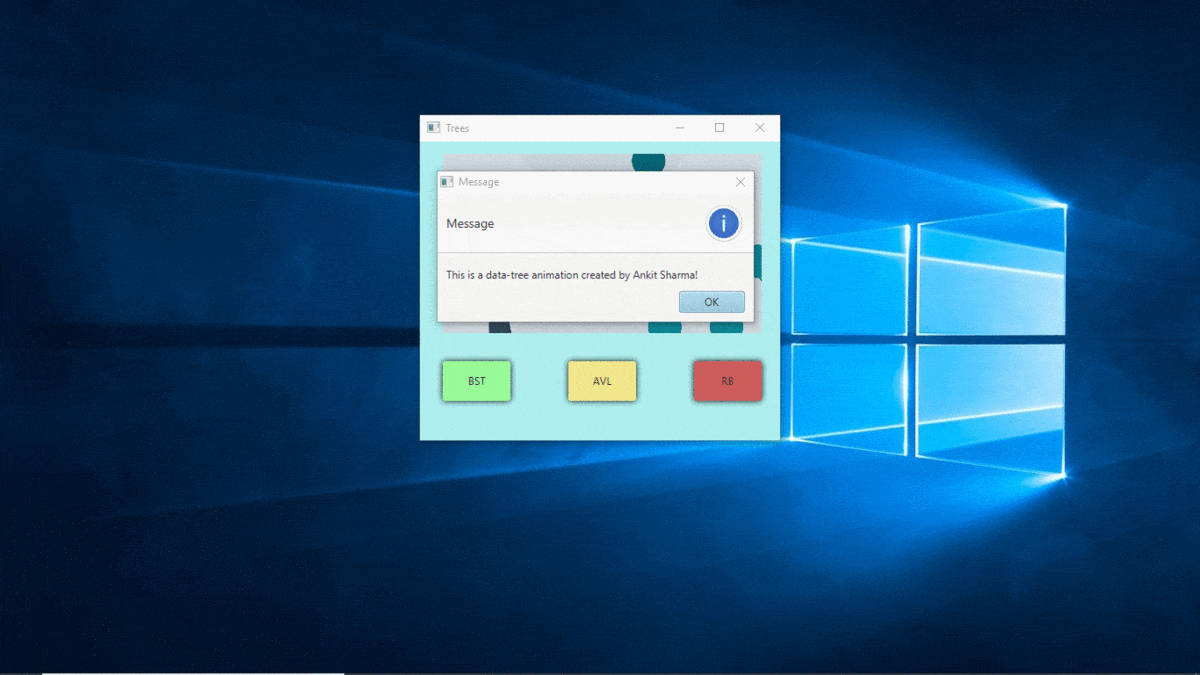 Trees
Message
Message
This is a data-tree animation created by Ankit Sharma!
OK
BST
AVL
RB